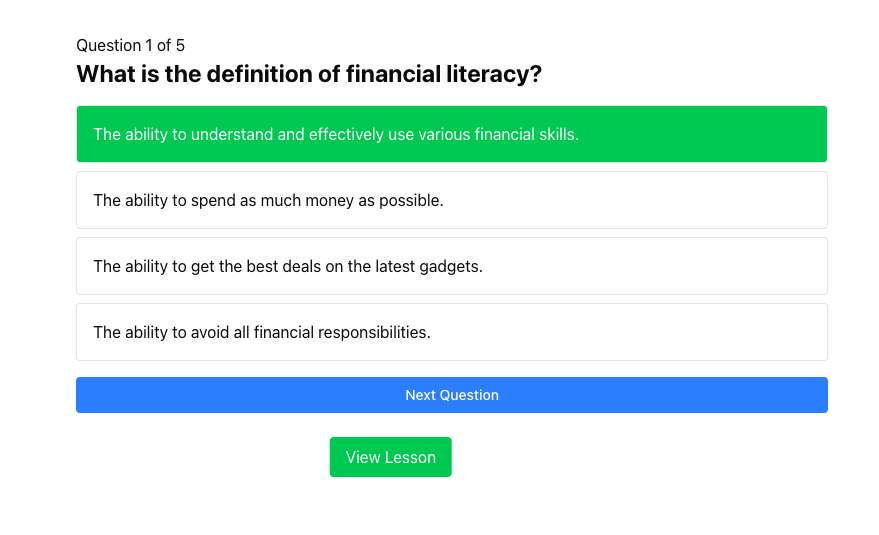 Question 1 of 5
What is the definition of financial literacy?
The ability to understand and effectively use various financial skills.
The ability to spend as much money as possible.
The ability to get the best deals on the latest gadgets.
The ability to avoid all financial responsibilities.
Next Question
View Lesson